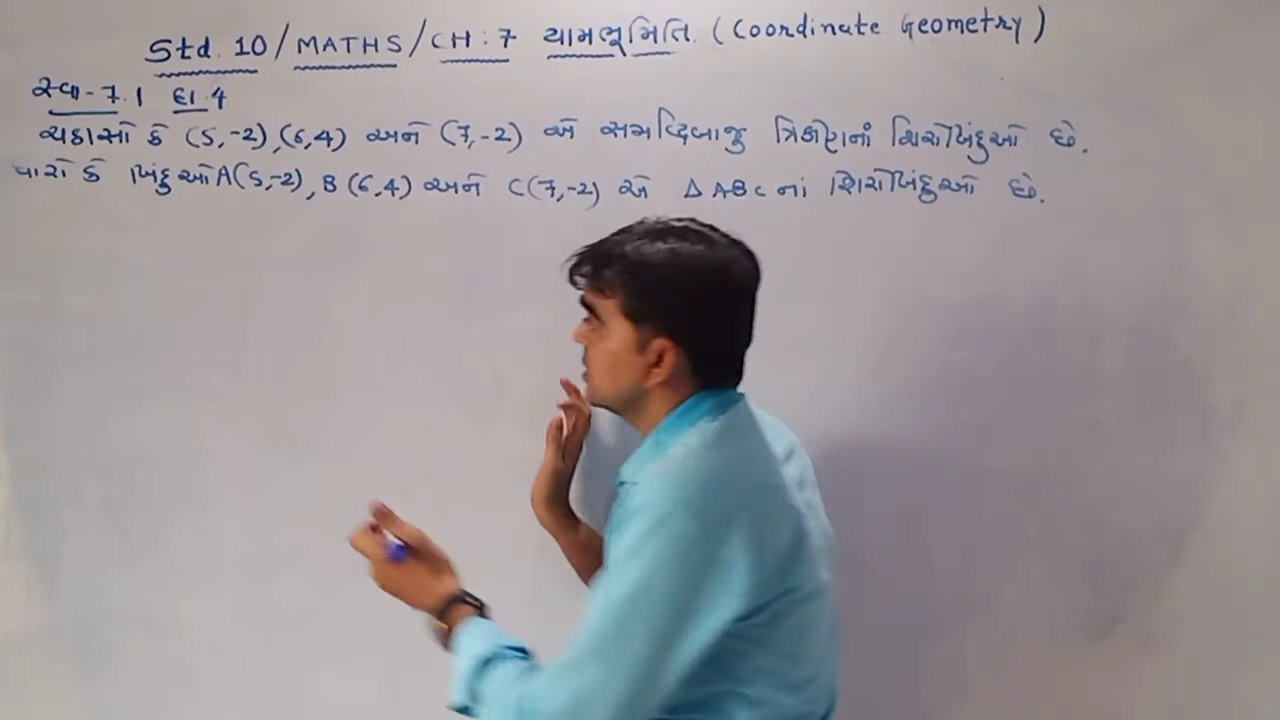 Std. 10/MATHS/CH:7 યામભૂમિતિ. (Coordinate Geometry)
સ્વા-7.1 દા.4
ચકાસો કે (5,-2),(6,4) અને (7,-2) એ સમદ્વિબાજુ ત્રિકોણનાં શિરોબિંદુઓ છે.
ધારો કે બિંદુઓ A(5,-2), B(6,4) અને C(7,-2) એ Δ ABC નાં શિરોબિંદુઓ છે.